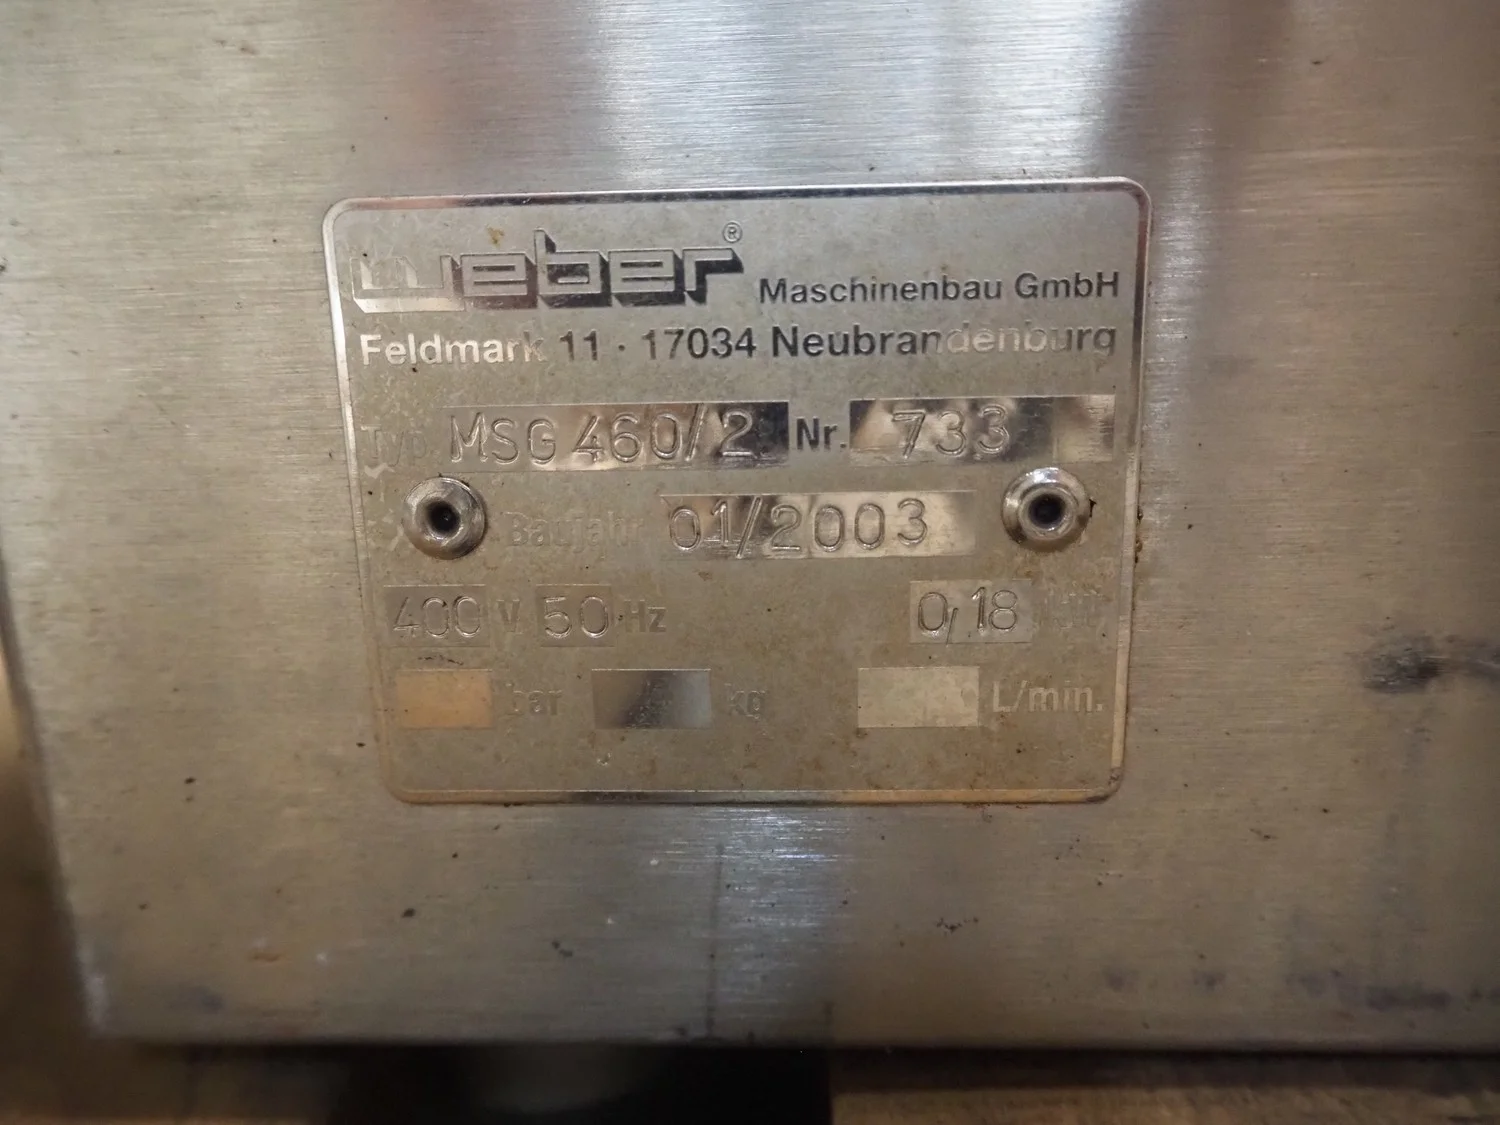 weber® Maschinenbau GmbH
Feldmark 11 · 17034 Neubrandenburg
Typ MSG 460/2 Nr. 733
Baujahr 01/2003
400 V 50 Hz 0,18 kW
bar kg L/min.